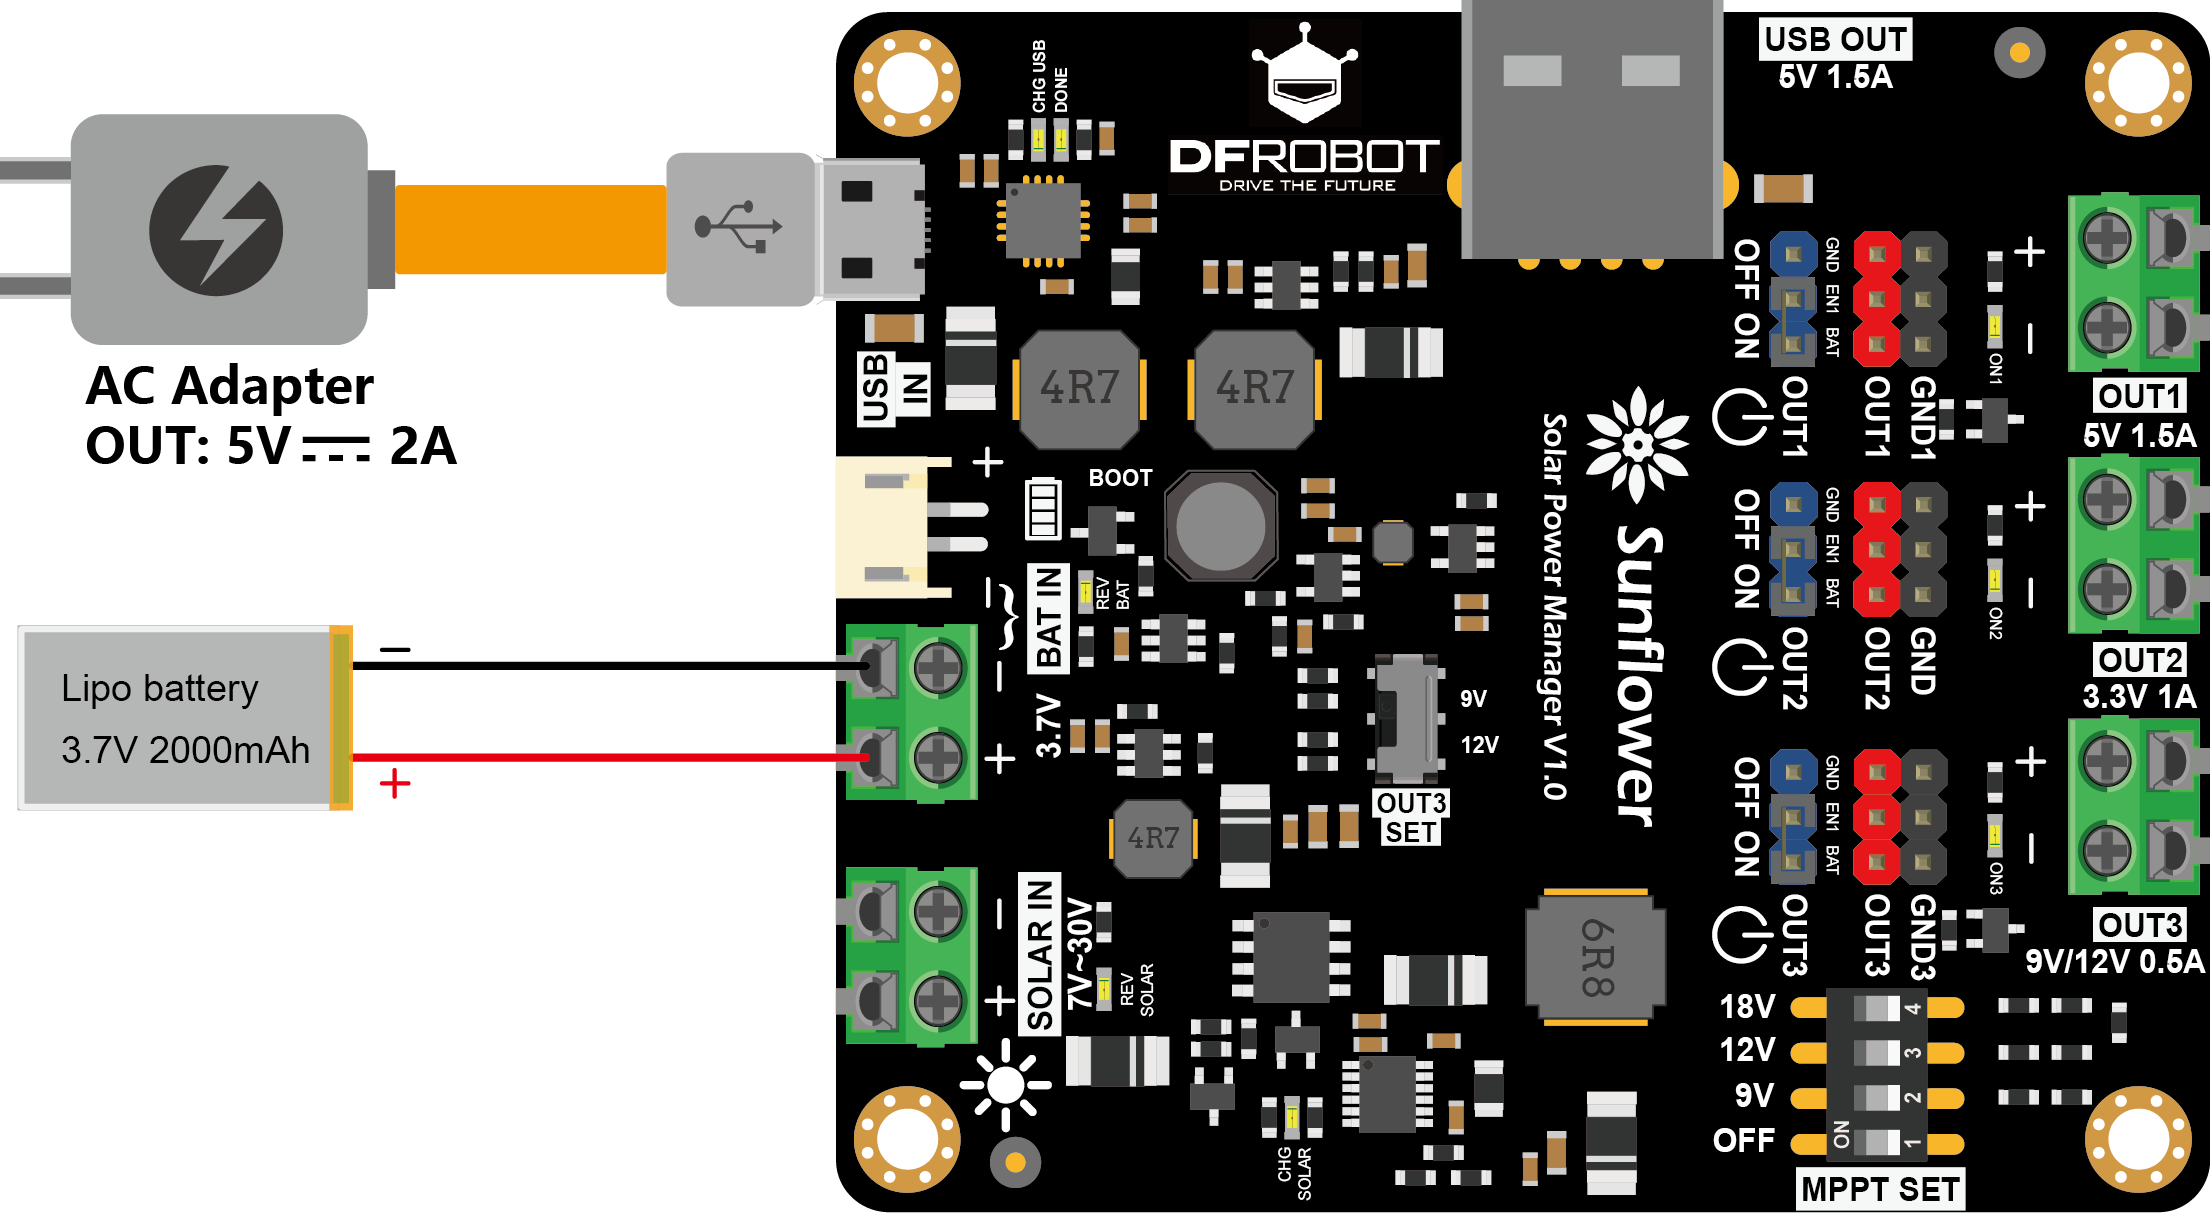 AC Adapter
OUT: 5V 2A
Lipo battery
3.7V 2000mAh
−
+
CHG USB
DONE
DFROBOT
DRIVE THE FUTURE
USB OUT
5V 1.5A
USB
IN
4R7
4R7
+
BOOT
−
BAT IN
REV
BAT
−
3.7V
+
4R7
9V
12V
OUT3
SET
Sunflower
Solar Power Manager V1.0
−
SOLAR IN
7V~30V
+
REV
SOLAR
6R8
CHG
SOLAR
OFF ON
GND
EN1
BAT
OUT1
OUT1
GND1
ON1
+
−
OUT1
5V 1.5A
OFF ON
GND
EN1
BAT
OUT2
OUT2
GND
ON2
+
−
OUT2
3.3V 1A
OFF ON
GND
EN1
BAT
OUT3
OUT3
GND3
ON3
+
−
OUT3
9V/12V 0.5A
18V
4
12V
3
9V
2
OFF
ON
1
MPPT SET